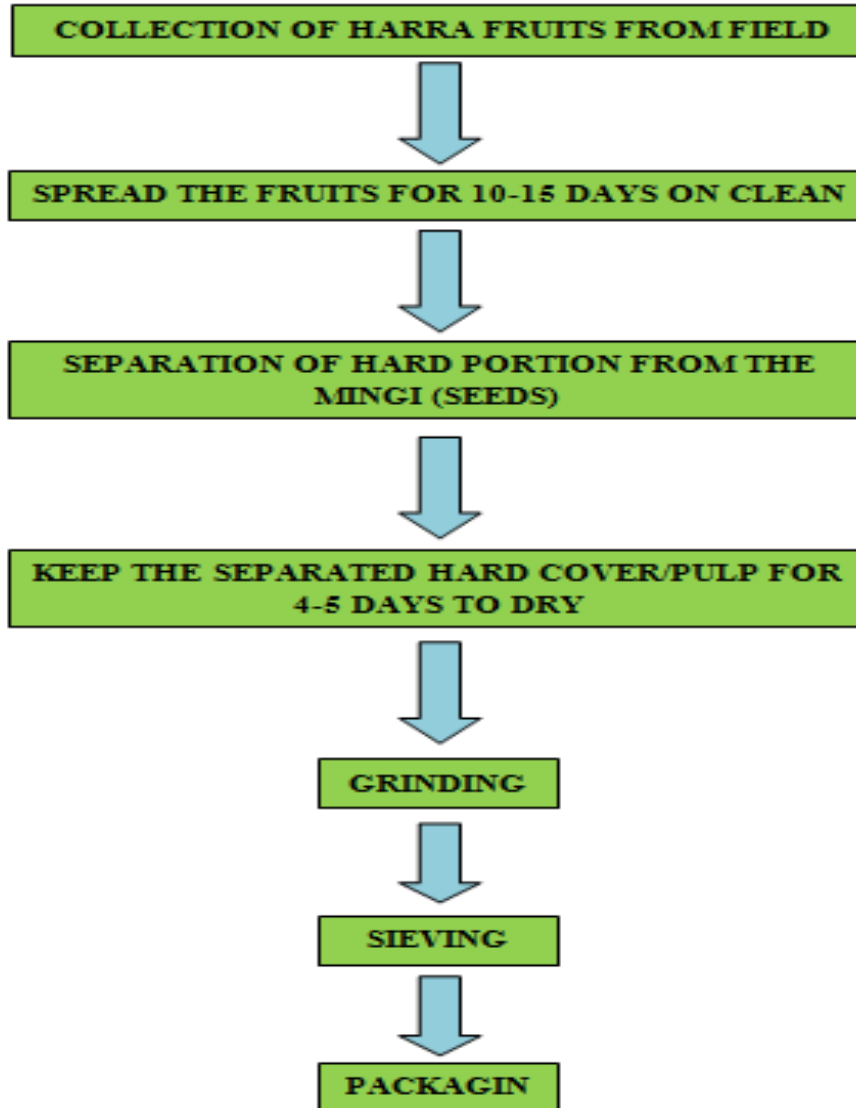 COLLECTION OF HARRA FRUITS FROM FIELD
SPREAD THE FRUITS FOR 10-15 DAYS ON CLEAN
SEPARATION OF HARD PORTION FROM THE
MINGI (SEEDS)
KEEP THE SEPARATED HARD COVER/PULP FOR
4-5 DAYS TO DRY
GRINDING
SIEVING
PACKAGIN